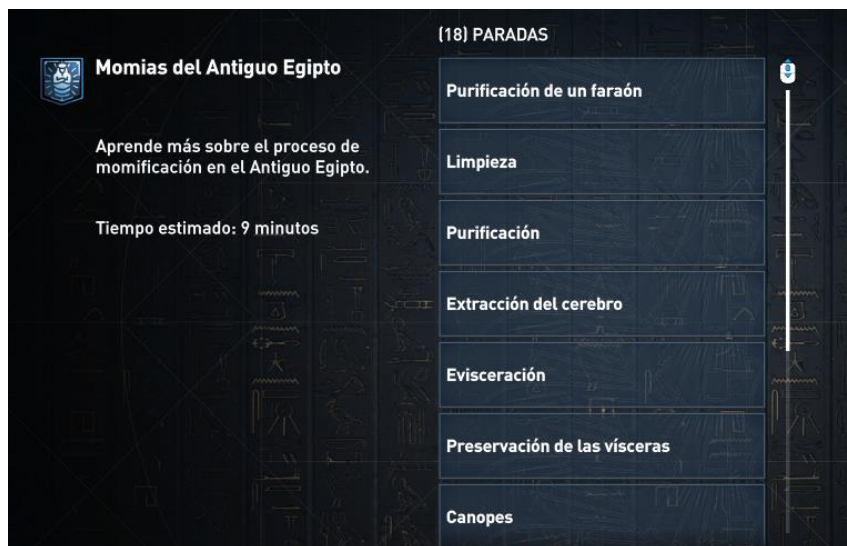 (18) PARADAS
Momias del Antiguo Egipto
Aprende más sobre el proceso de
momificación en el Antiguo Egipto.
Tiempo estimado: 9 minutos
Purificación de un faraón
Limpieza
Purificación
Extracción del cerebro
Evisceración
Preservación de las vísceras
Canopes